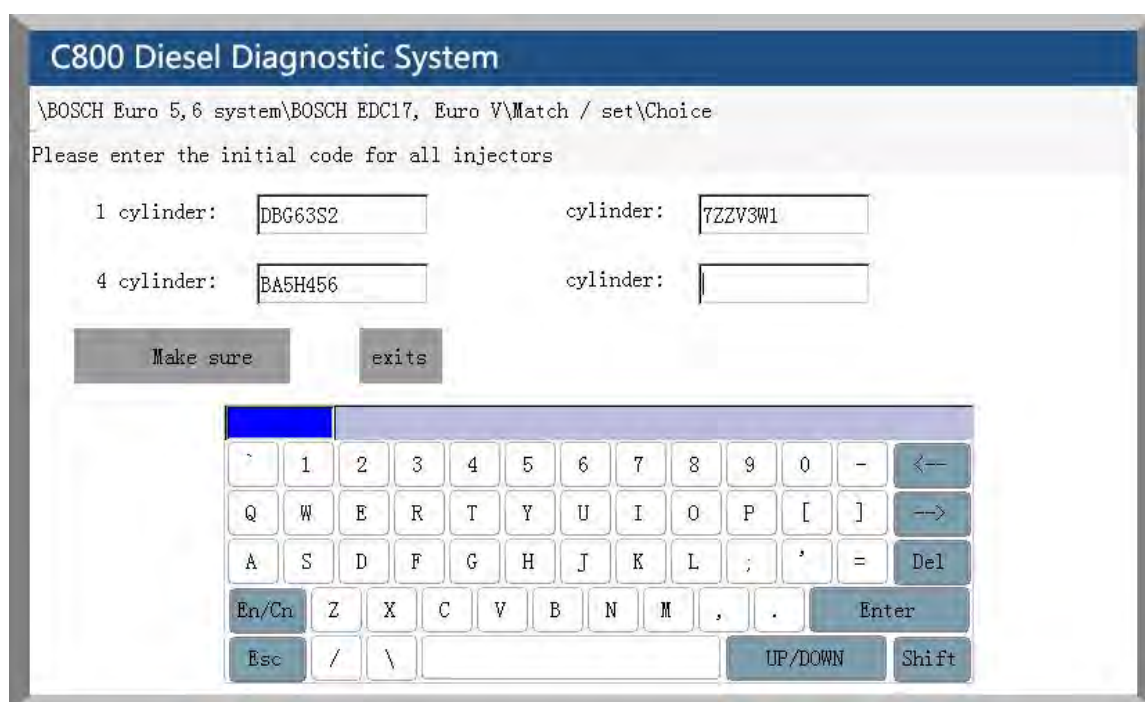 C800 Diesel Diagnostic System
\BOSCH Euro 5,6 system\BOSCH EDC17, Euro V\Match / set\Choice
Please enter the initial code for all injectors
1 cylinder: DBG63S2 cylinder: 7ZZV3W1
4 cylinder: BA5H456 cylinder:
Make sure exits
` 1 2 3 4 5 6 7 8 9 0 - <--
Q W E R T Y U I O P [ ] -->
A S D F G H J K L ; ' = Del
En/Cn Z X C V B N M , . Enter
Esc / \ UP/DOWN Shift